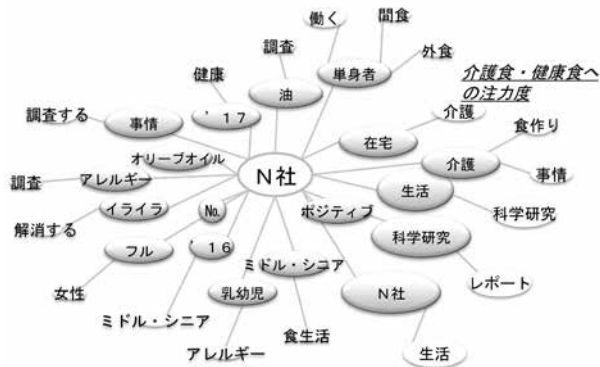 働く
間食
調査
外食
単身者
健康
油
介護食・健康食へ
の注力度
調査する
事情
'17
在宅
介護
食作り
オリーブオイル
N社
介護
事情
調査
アレルギー
生活
イライラ
No.
ポジティブ
科学研究
解消する
科学研究
フル
'16
ミドル・シニア
レポート
女性
乳幼児
N社
ミドル・シニア
食生活
アレルギー
生活